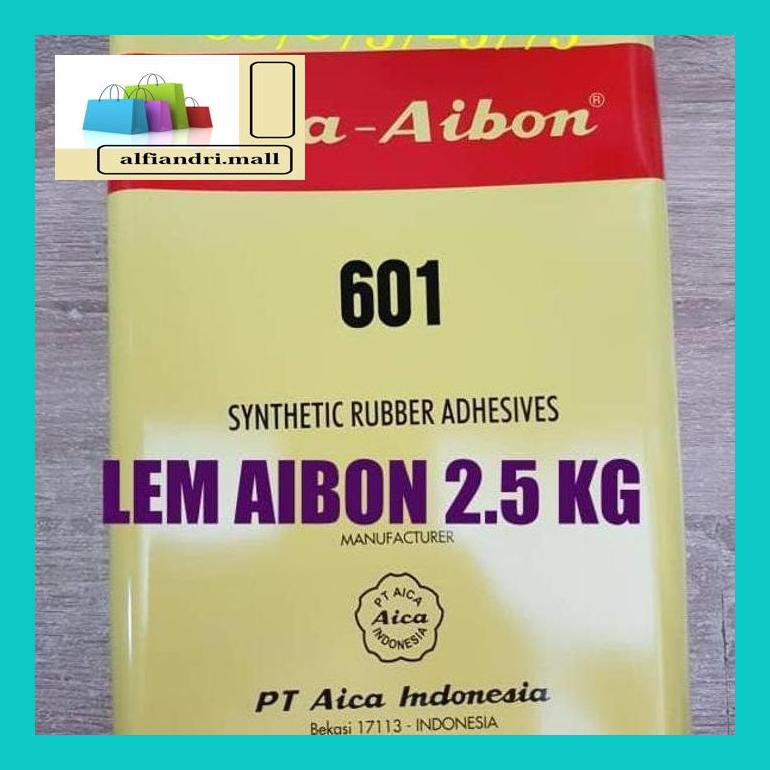 alfiandri.mall
a-Aibon®
601
SYNTHETIC RUBBER ADHESIVES
LEM AIBON 2.5 KG
MANUFACTURER
PT AICA
Aica
INDONESIA
PT Aica Indonesia
Bekasi 17113 - INDONESIA